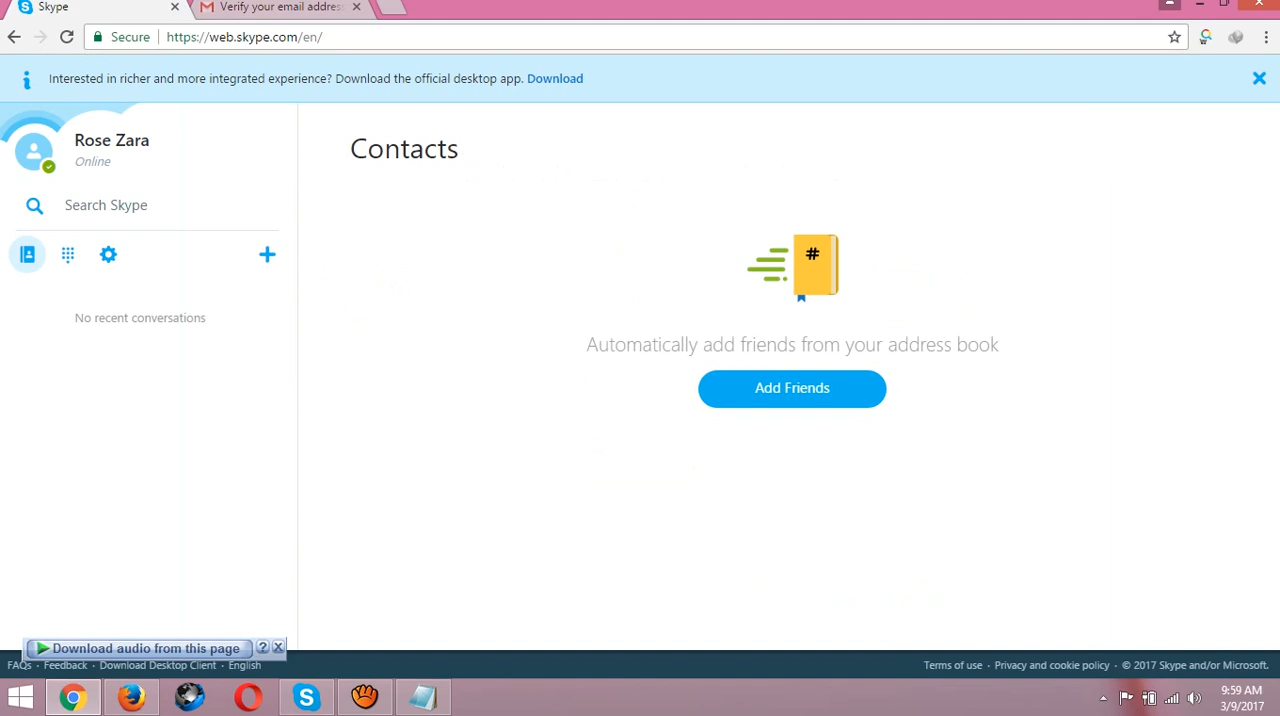 Skype
Verify your email addres
Secure
https://web.skype.com/en/
Interested in richer and more integrated experience? Download the official desktop app. Download
Rose Zara
Online
Search Skype
No recent conversations
Contacts
#
Automatically add friends from your address book
Add Friends
Download audio from this page
?
FAQs · Feedback · Download Desktop Client · English
Terms of use · Privacy and cookie policy · © 2017 Skype and/or Microsoft.
9:59 AM
3/9/2017